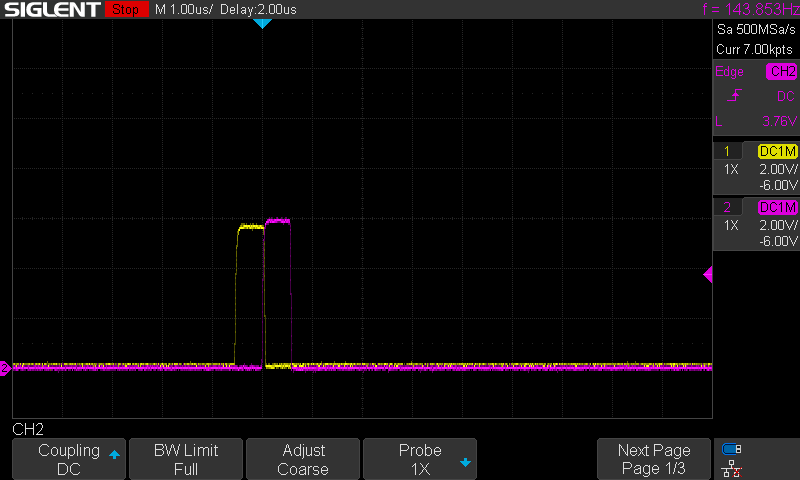 SIGLENT Stop M 1.00us/ Delay:2.00us f = 143.853Hz
Sa 500MSa/s
Curr 7.00kpts
Edge CH2
DC
L 3.76V
1 DC1M
1X 2.00V/
-6.00V
2 DC1M
1X 2.00V/
-6.00V
2
CH2
Coupling BW Limit Adjust Probe Next Page
DC Full Coarse 1X Page 1/3